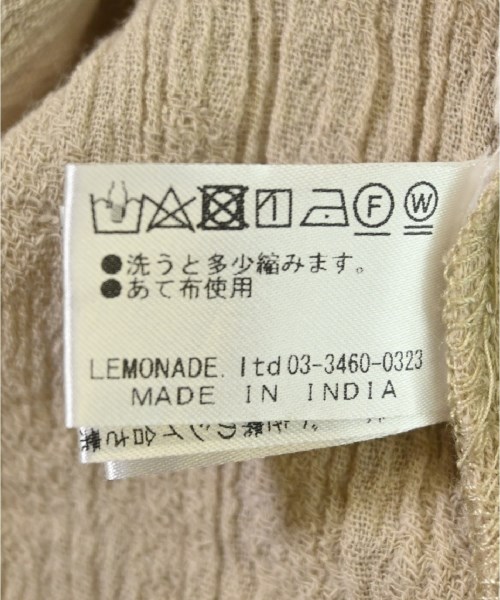 F W
●洗うと多少縮みます。
●あて布使用
LEMONADE. ltd 03-3460-0323
MADE IN INDIA